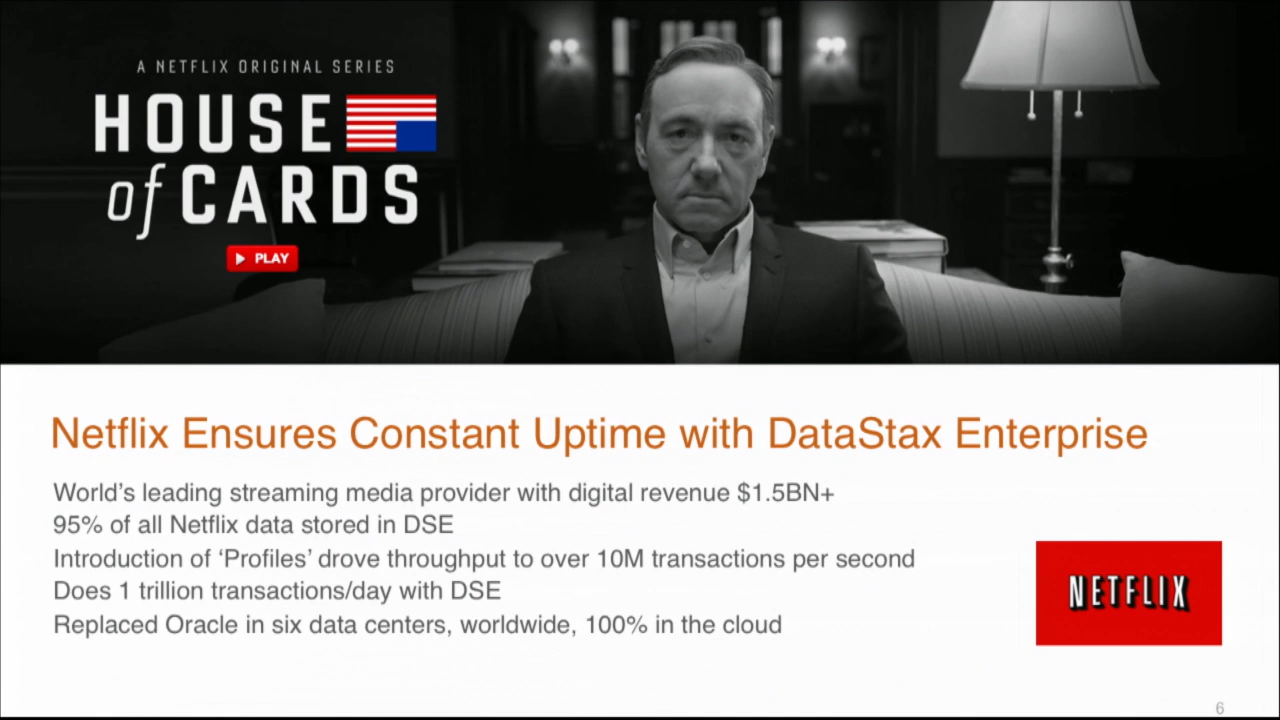 A NETFLIX ORIGINAL SERIES
HOUSE
of CARDS
PLAY
Netflix Ensures Constant Uptime with DataStax Enterprise
World’s leading streaming media provider with digital revenue $1.5BN+
95% of all Netflix data stored in DSE
Introduction of ‘Profiles’ drove throughput to over 10M transactions per second
Does 1 trillion transactions/day with DSE
Replaced Oracle in six data centers, worldwide, 100% in the cloud
NETFLIX
6